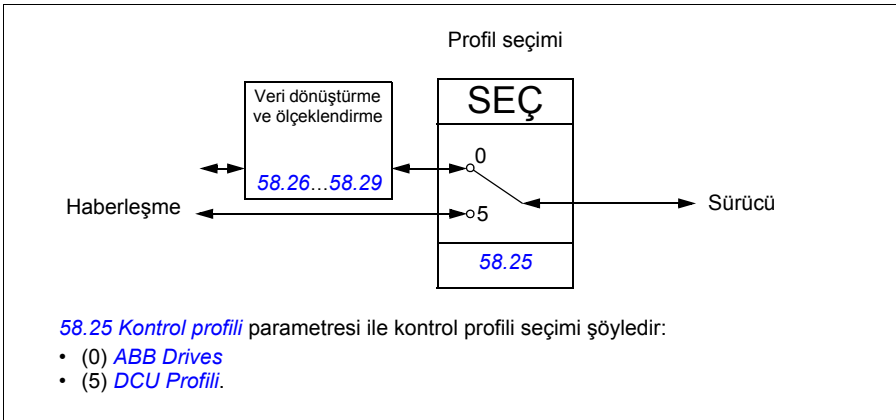 Profil seçimi
Veri dönüştürme
ve ölçeklendirme
58.26...58.29
SEÇ
0
5
58.25
Haberleşme
Sürücü
58.25 Kontrol profili parametresi ile kontrol profili seçimi şöyledir:
• (0) ABB Drives
• (5) DCU Profili.